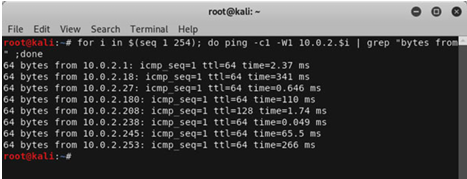 root@kali: ~
File Edit View Search Terminal Help
root@kali:~# for i in $(seq 1 254); do ping -c1 -W1 10.0.2.$i | grep "bytes from
" ;done
64 bytes from 10.0.2.1: icmp_seq=1 ttl=64 time=2.37 ms
64 bytes from 10.0.2.18: icmp_seq=1 ttl=64 time=341 ms
64 bytes from 10.0.2.27: icmp_seq=1 ttl=64 time=0.646 ms
64 bytes from 10.0.2.180: icmp_seq=1 ttl=64 time=110 ms
64 bytes from 10.0.2.208: icmp_seq=1 ttl=128 time=1.74 ms
64 bytes from 10.0.2.238: icmp_seq=1 ttl=64 time=0.049 ms
64 bytes from 10.0.2.245: icmp_seq=1 ttl=64 time=65.5 ms
64 bytes from 10.0.2.253: icmp_seq=1 ttl=64 time=266 ms
root@kali:~#